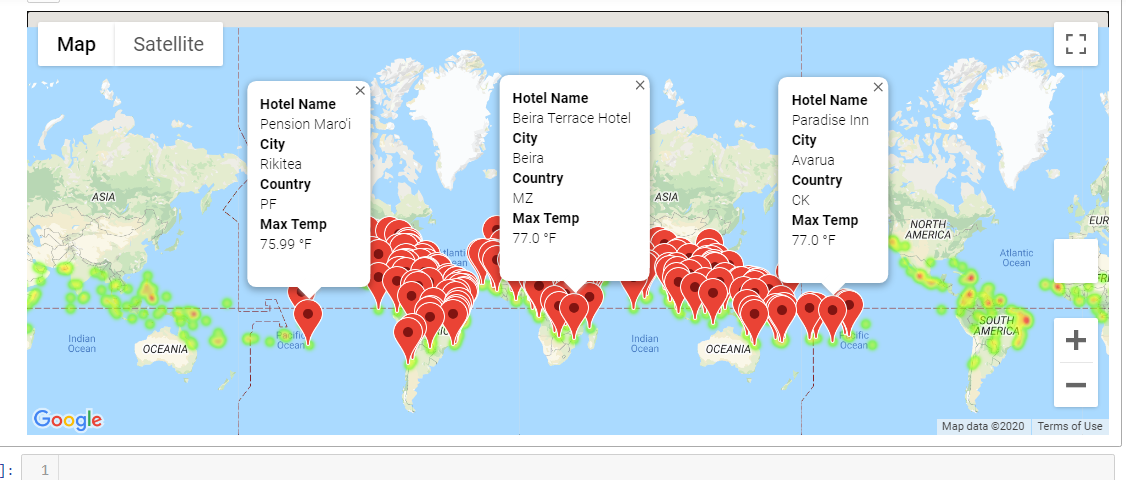 Map
Satellite
Hotel Name
Pension Maro'i
City
Rikitea
Country
PF
Max Temp
75.99 °F
Hotel Name
Beira Terrace Hotel
City
Beira
Country
MZ
Max Temp
77.0 °F
Hotel Name
Paradise Inn
City
Avarua
Country
CK
Max Temp
77.0 °F
ASIA
ASIA
NORTH
AMERICA
Atlantic
Ocean
Indian
Ocean
OCEANIA
Pacific
Ocean
Indian
Ocean
OCEANIA
Pacific
Ocean
SOUTH
AMERICA
Google
Map data ©2020
Terms of Use
]:
1